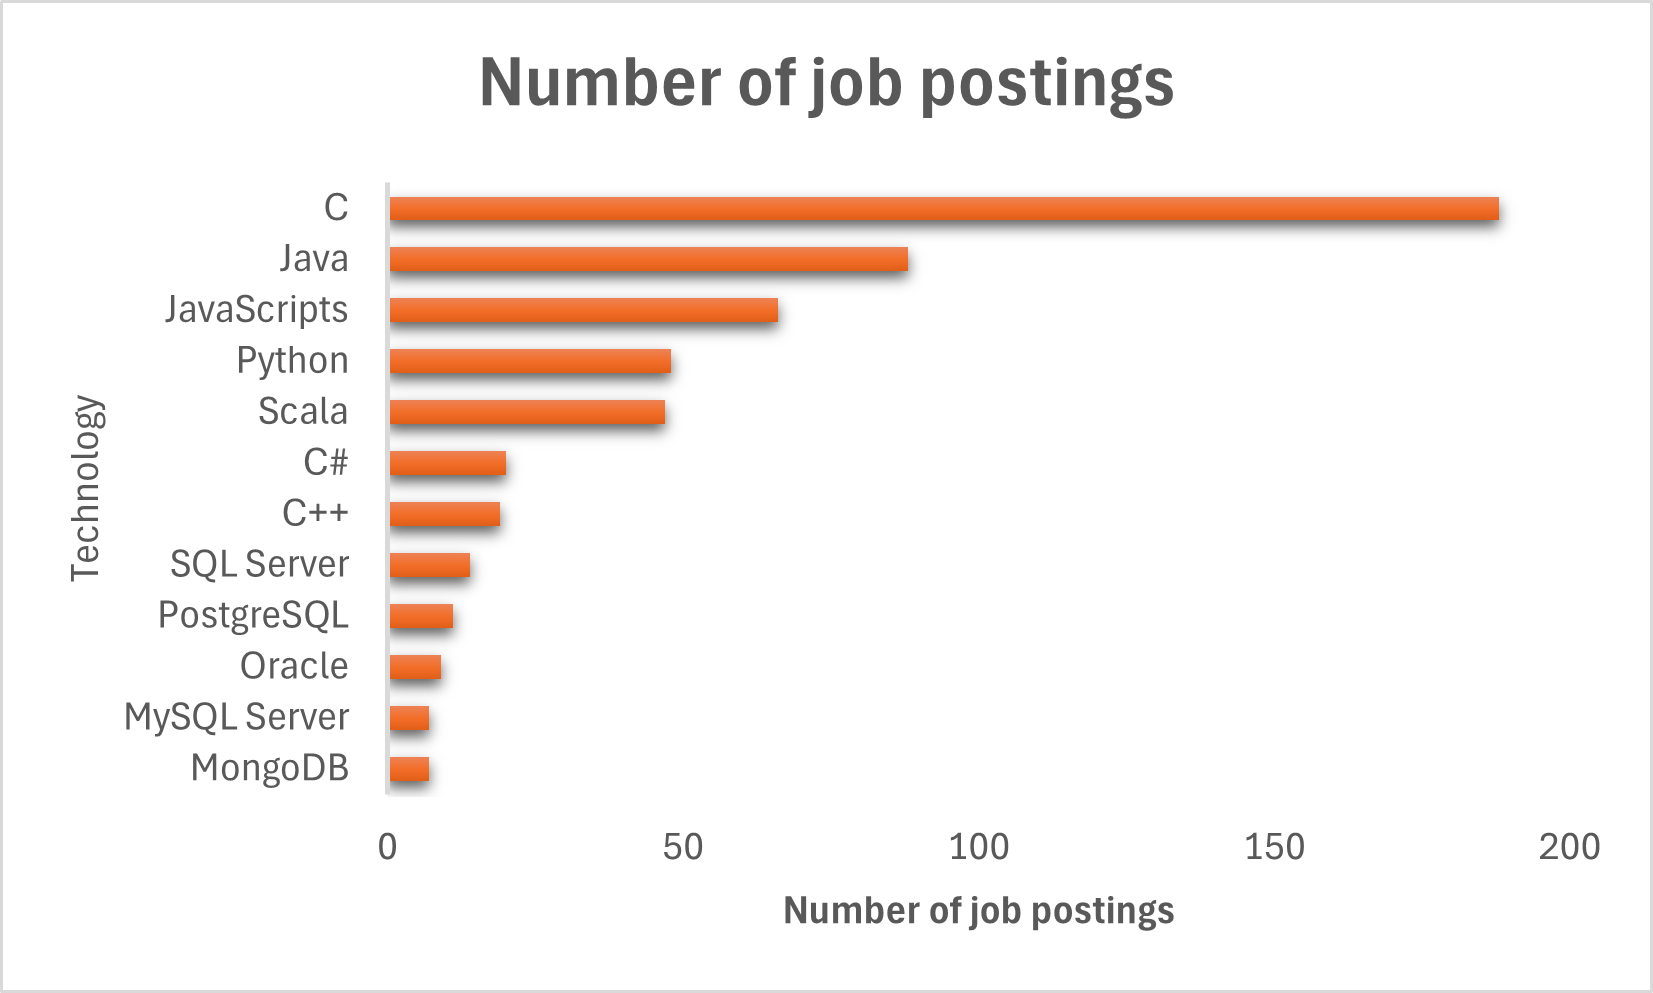 Number of job postings
C
Java
JavaScripts
Python
Scala
C#
C++
SQL Server
PostgreSQL
Oracle
MySQL Server
MongoDB
Technology
0 50 100 150 200
Number of job postings